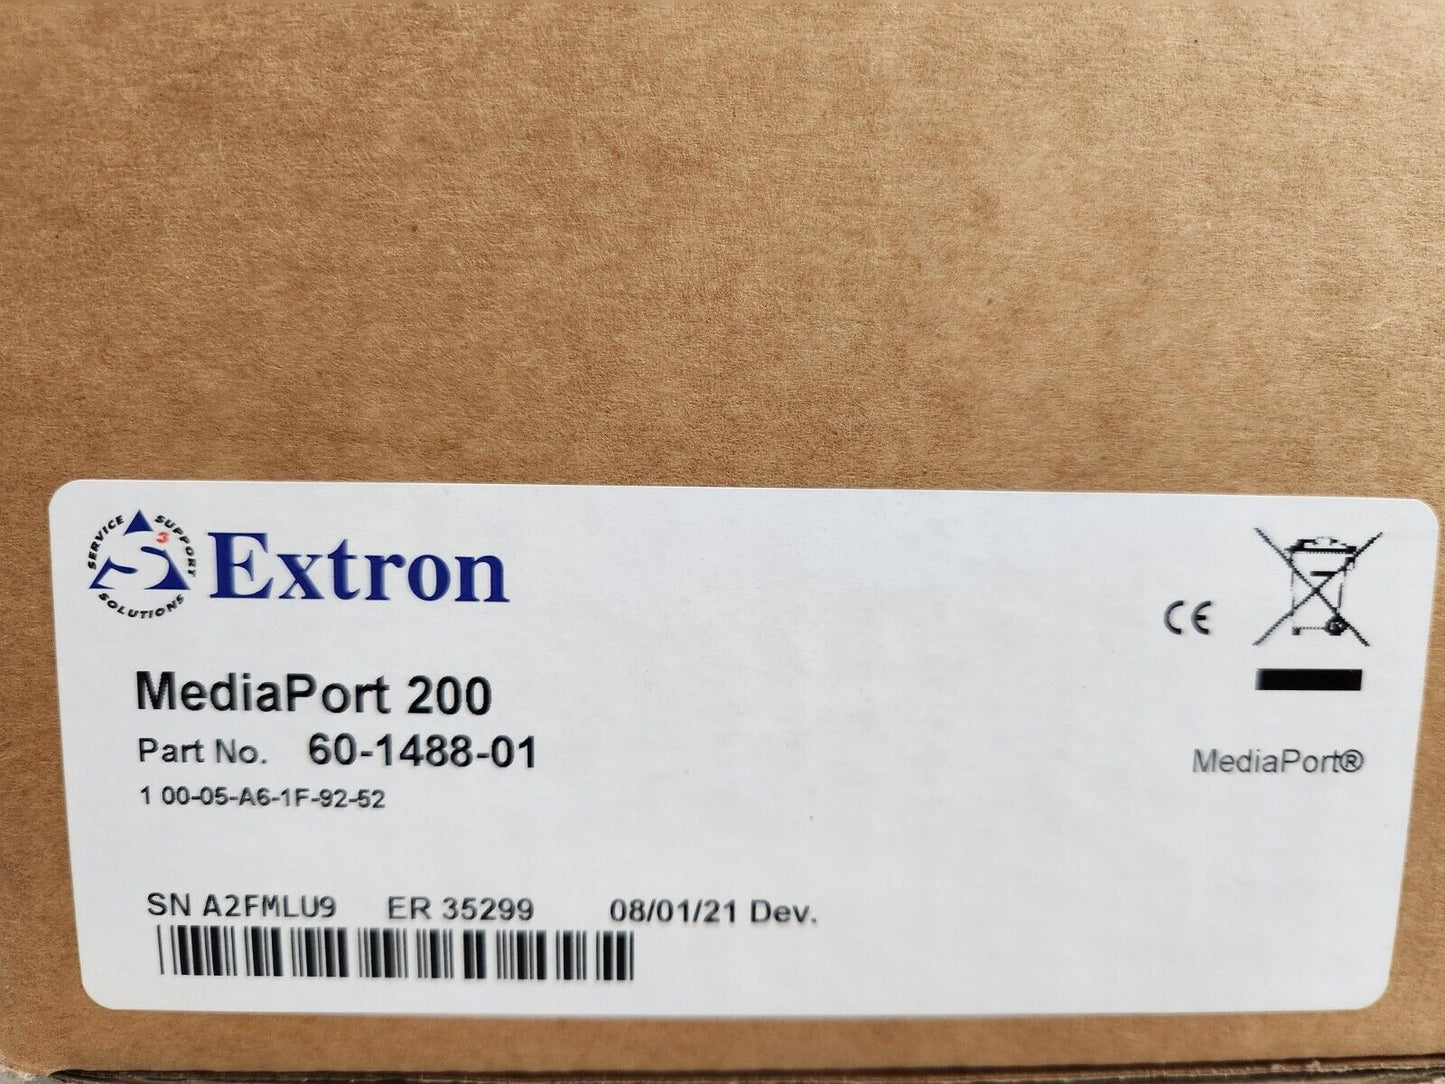 SERVICE SUPPORT SOLUTIONS
S3
Extron
CE
MediaPort 200
Part No. 60-1488-01
MediaPort®
1 00-05-A6-1F-92-52
SN A2FMLU9 ER 35299 08/01/21 Dev.